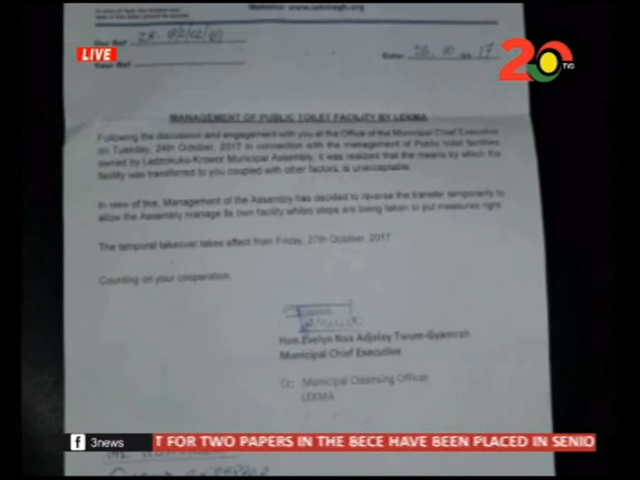 Website: www.lekmagh.org
Our Ref
Your Ref
Date: 26.10 17
LIVE
20
TV3
MANAGEMENT OF PUBLIC TOILET FACILITY BY LEKMA
Following the discussion and engagement with you at the Office of the Municipal Chief Executive
on Tuesday, 24th October, 2017 in connection with the management of Public toilet facilities
owned by Ledzokuku-Krowor Municipal Assembly, it was realized that the means by which the
facility was transferred to you coupled with other factors, is unacceptable.
In view of this, Management of the Assembly has decided to reverse the transfer temporarily to
allow the Assembly manage its own facility whiles steps are being taken to put measures right
The temporal takeover takes effect from Friday, 27th October, 2017
Counting on your cooperation.
Hon.Evelyn Naa Adjeley Twum-Gyamrah
Municipal Chief Executive
Cc: Municipal Cleansing Officer
LEKMA
f 3news
T FOR TWO PAPERS IN THE BECE HAVE BEEN PLACED IN SENIO